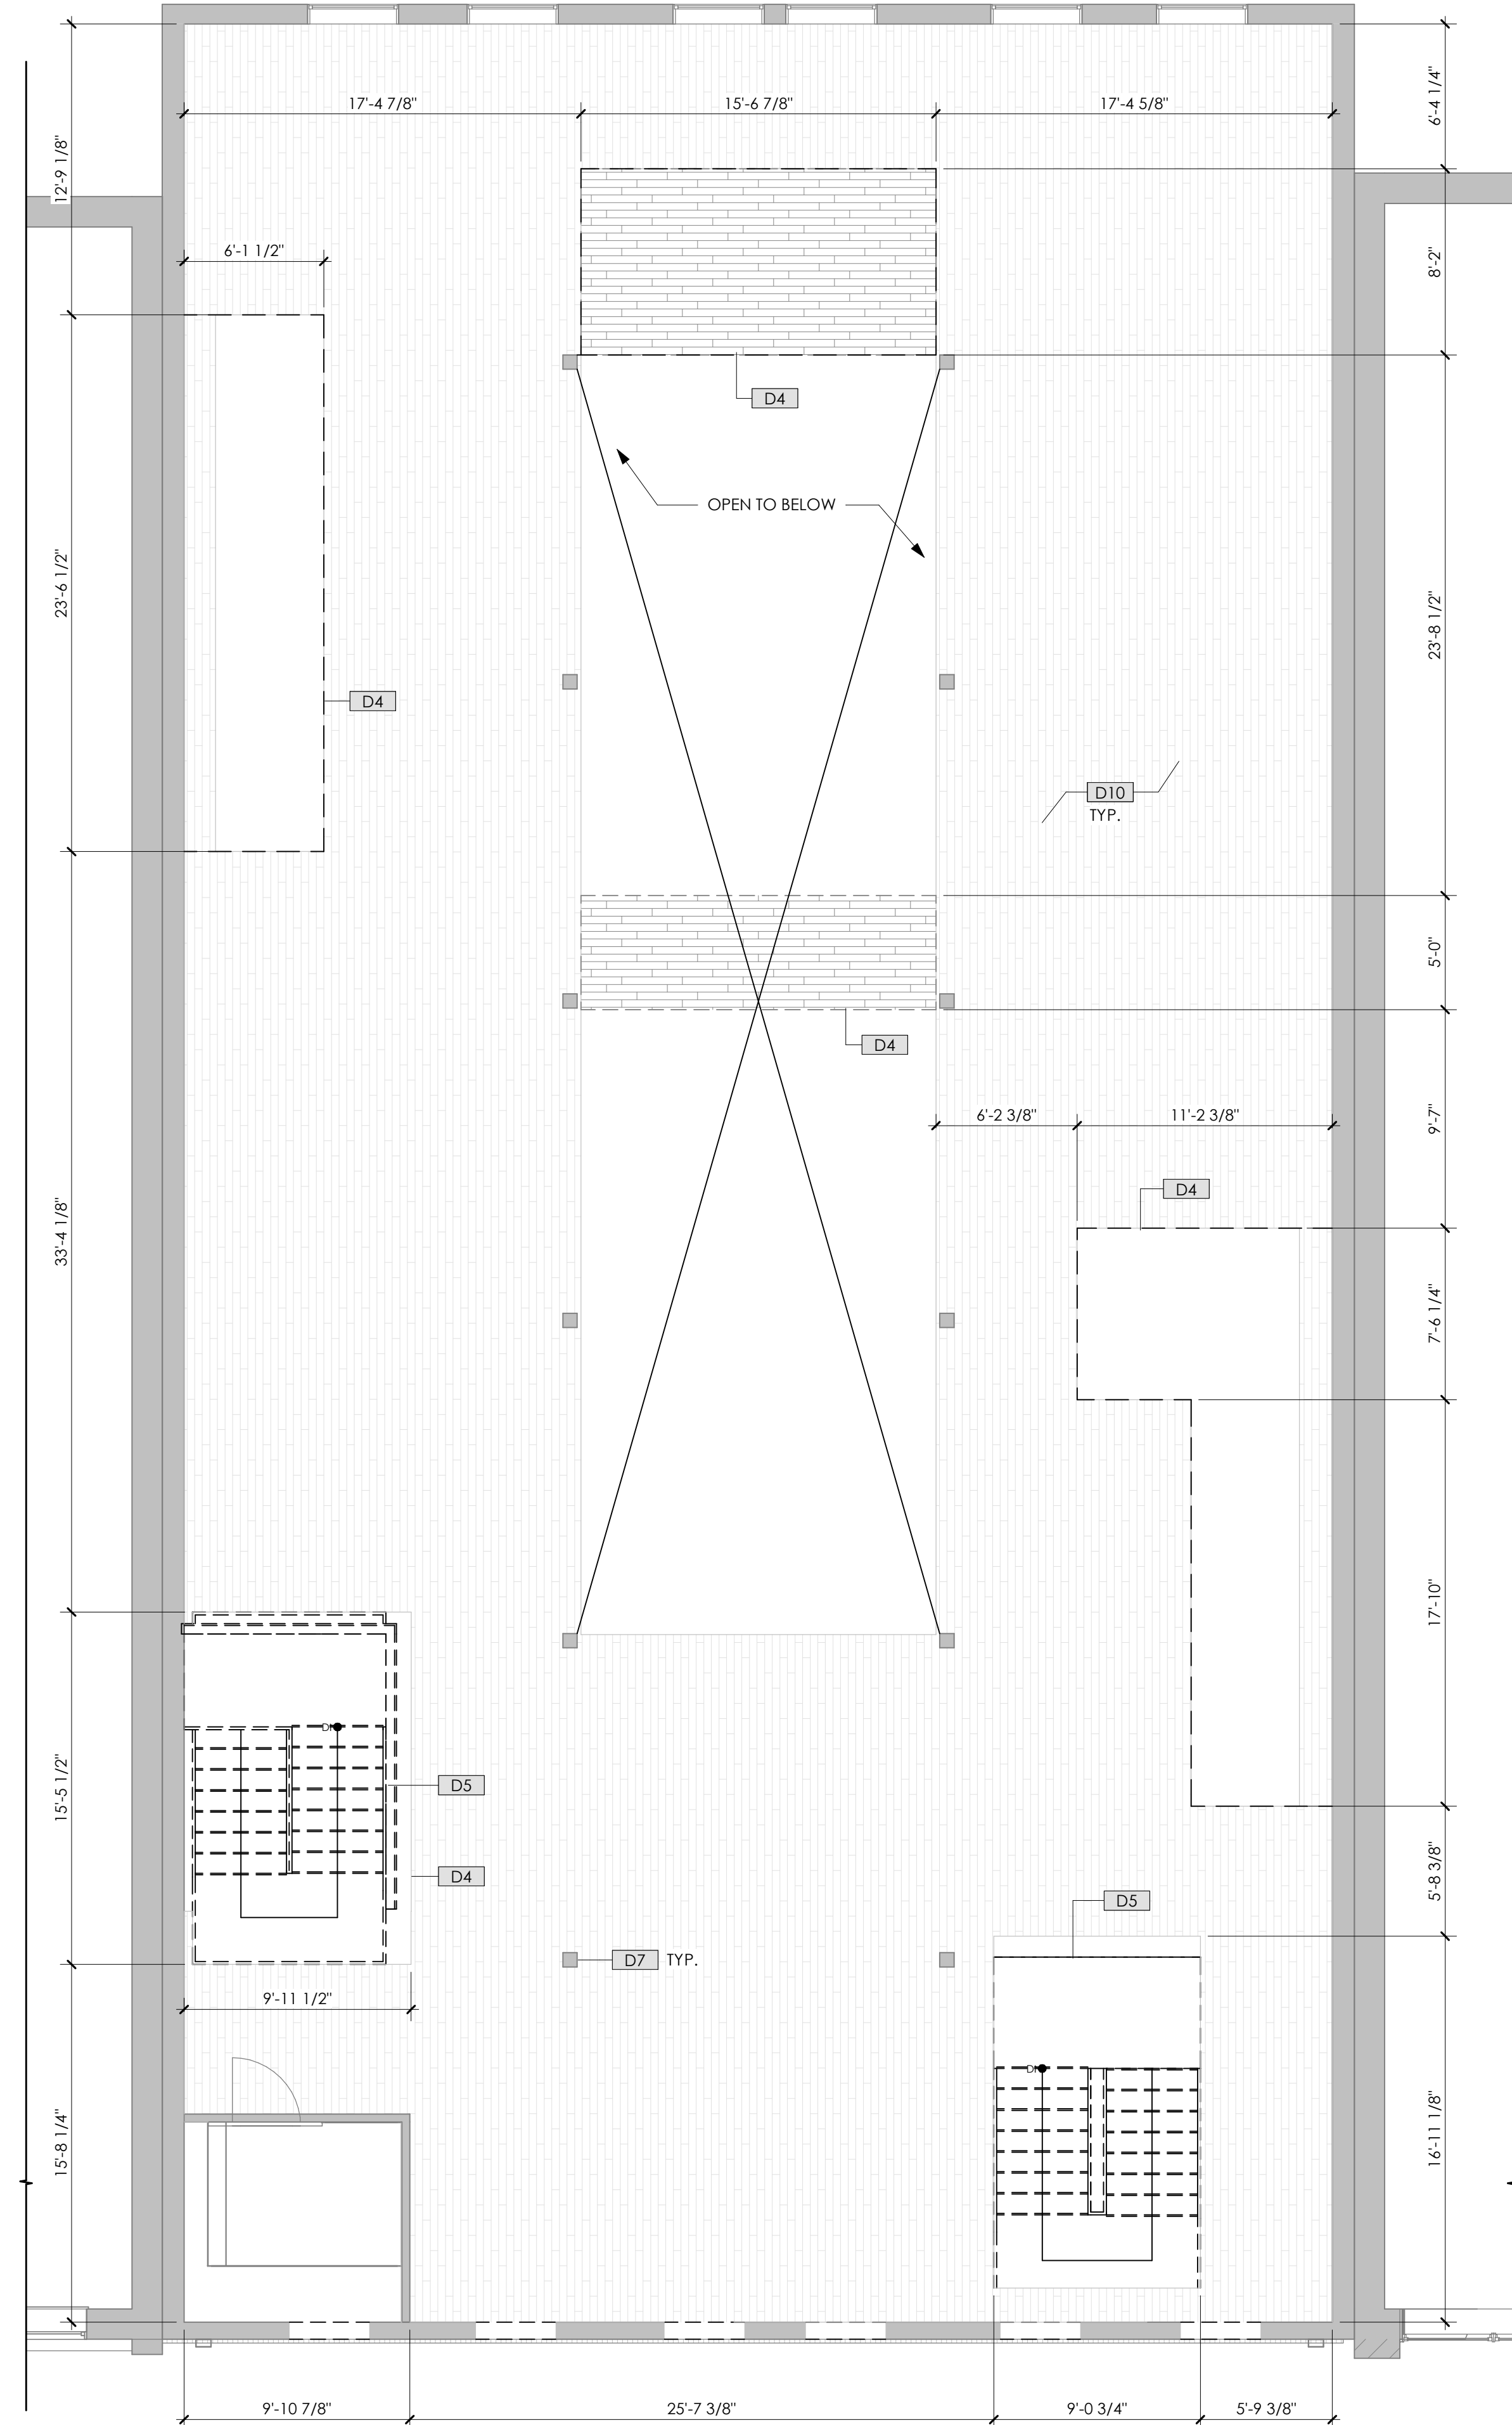 17'-4 7/8"
15'-6 7/8"
17'-4 5/8"
6'-4 1/4"
12'-9 1/8"
6'-1 1/2"
8'-2"
D4
OPEN TO BELOW
23'-6 1/2"
23'-8 1/2"
D4
D10
TYP.
5'-0"
D4
6'-2 3/8"
11'-2 3/8"
9'-7"
D4
33'-4 1/8"
7'-6 1/4"
17'-10"
15'-5 1/2"
D5
D4
5'-8 3/8"
D5
D7 TYP.
9'-11 1/2"
15'-8 1/4"
16'-11 1/8"
9'-10 7/8"
25'-7 3/8"
9'-0 3/4"
5'-9 3/8"